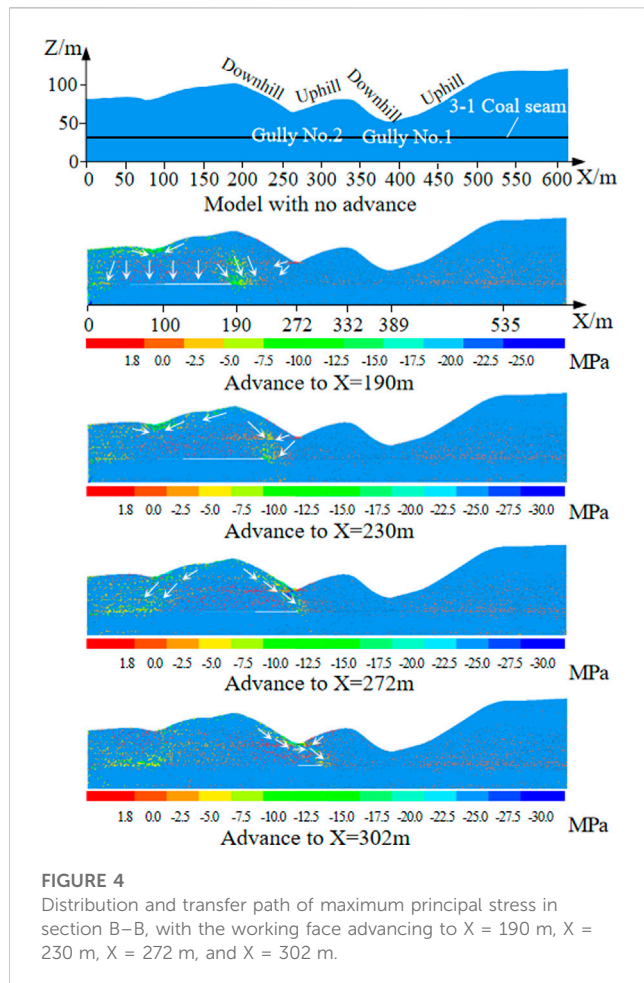 Z/m
100
50
0
Downhill
Uphill
Downhill
Uphill
3-1 Coal seam
Gully No.2 Gully No.1
0 50 100 150 200 250 300 350 400 450 500 550 600 X/m
Model with no advance
0 100 190 272 332 389 535 X/m
1.8 0.0 -2.5 -5.0 -7.5 -10.0 -12.5 -15.0 -17.5 -20.0 -22.5 -25.0 MPa
Advance to X=190m
1.8 0.0 -2.5 -5.0 -7.5 -10.0 -12.5 -15.0 -17.5 -20.0 -22.5 -25.0 -30.0 MPa
Advance to X=230m
1.8 0.0 -2.5 -5.0 -7.5 -10.0 -12.5 -15.0 -17.5 -20.0 -22.5 -25.0 -30.0 MPa
Advance to X=272m
1.8 0.0 -2.5 -5.0 -7.5 -10.0 -12.5 -15.0 -17.5 -20.0 -22.5 -25.0 -30.0 MPa
Advance to X=302m
FIGURE 4
Distribution and transfer path of maximum principal stress in
section B–B, with the working face advancing to X = 190 m, X =
230 m, X = 272 m, and X = 302 m.